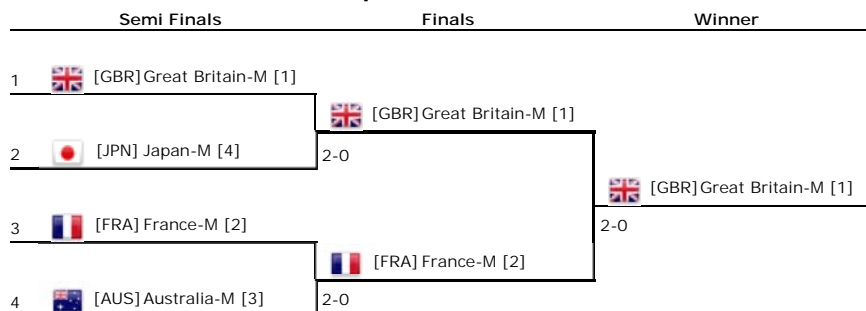 Semi Finals Finals Winner
1 [GBR] Great Britain-M [1]
[GBR] Great Britain-M [1]
2 [JPN] Japan-M [4] 2-0
[GBR] Great Britain-M [1]
3 [FRA] France-M [2] 2-0
[FRA] France-M [2]
4 [AUS] Australia-M [3] 2-0